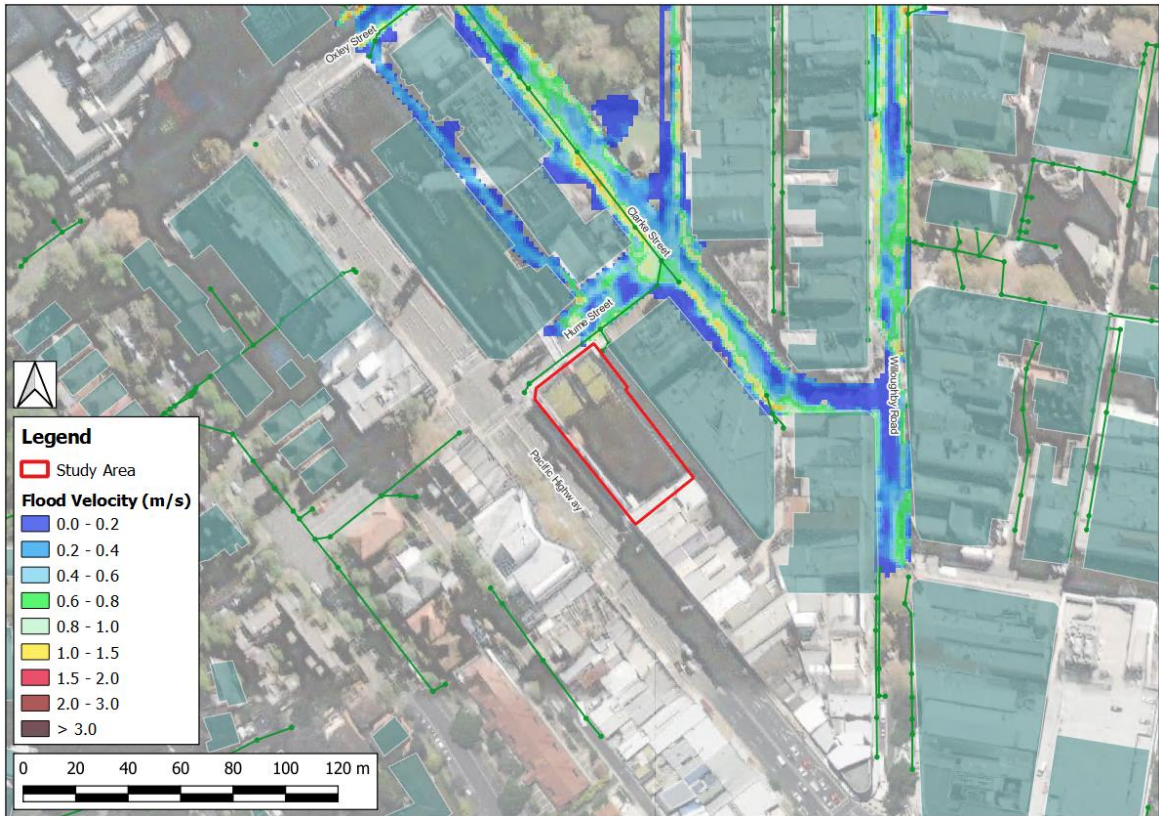 Oxley Street
Clarke Street
Hume Street
Willoughby Road
Pacific Highway
Legend
Study Area
Flood Velocity (m/s)
0.0 - 0.2
0.2 - 0.4
0.4 - 0.6
0.6 - 0.8
0.8 - 1.0
1.0 - 1.5
1.5 - 2.0
2.0 - 3.0
> 3.0
0 20 40 60 80 100 120 m